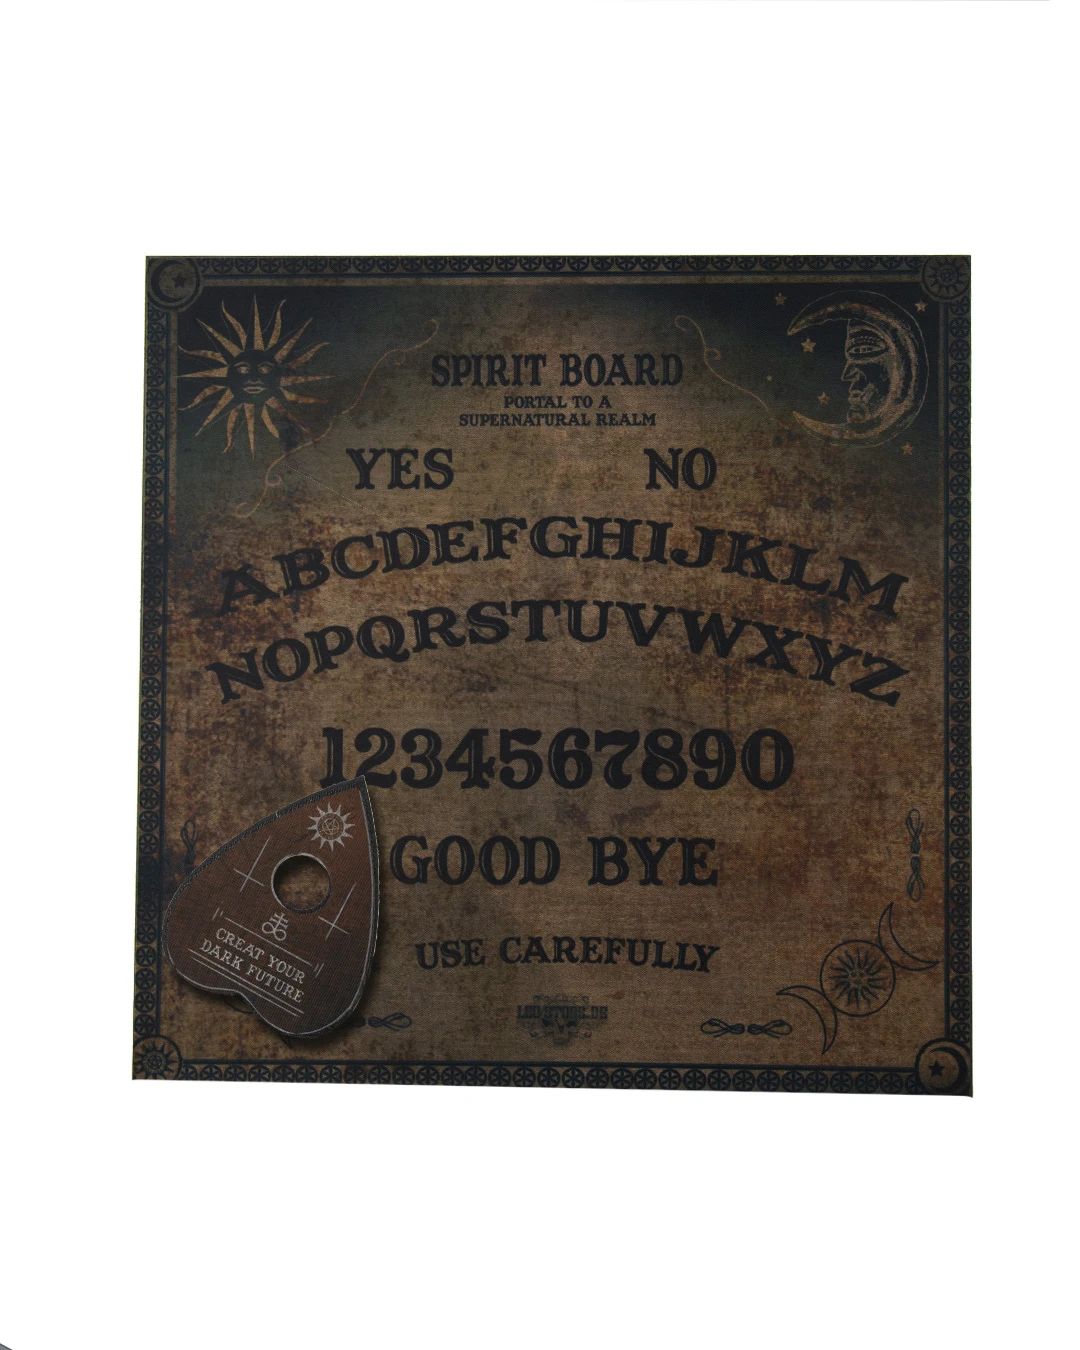 SPIRIT BOARD
PORTAL TO A
SUPERNATURAL REALM
YES NO
ABCDEFGHIJKLM
NOPQRSTUVWXYZ
1234567890
GOOD BYE
CREAT YOUR
DARK FUTURE
USE CAREFULLY